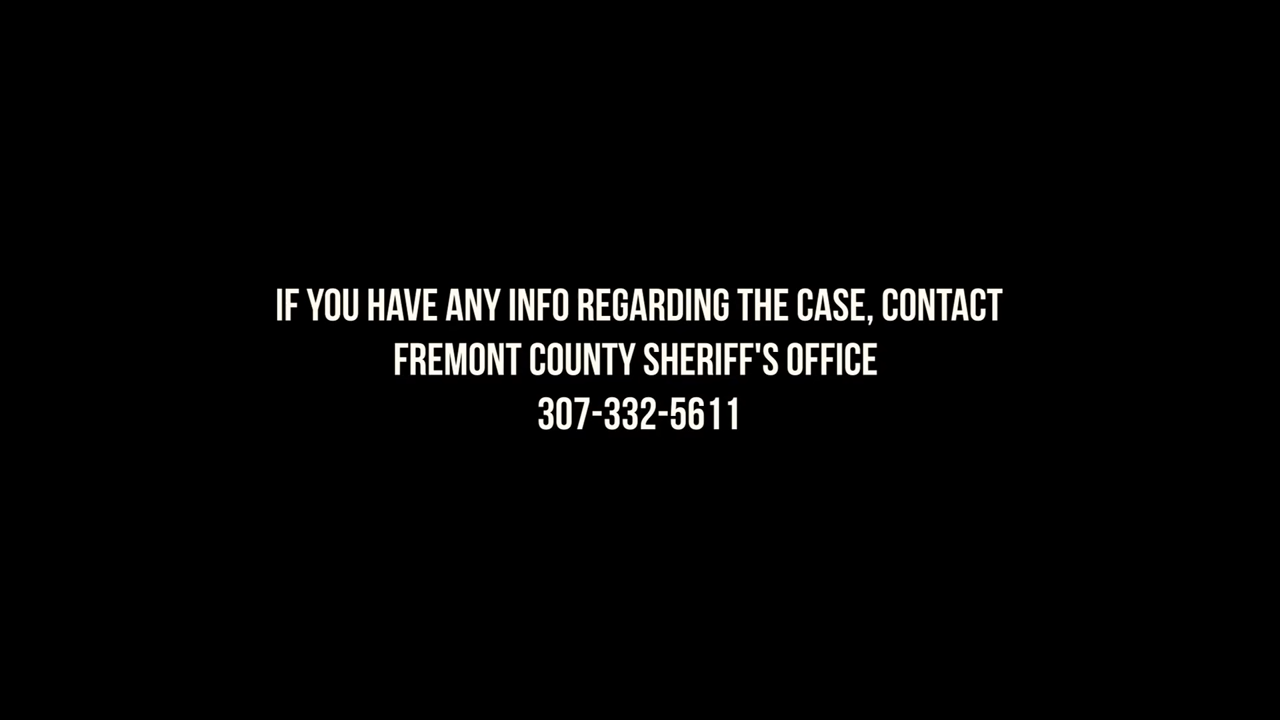 IF YOU HAVE ANY INFO REGARDING THE CASE, CONTACT
FREMONT COUNTY SHERIFF'S OFFICE
307-332-5611